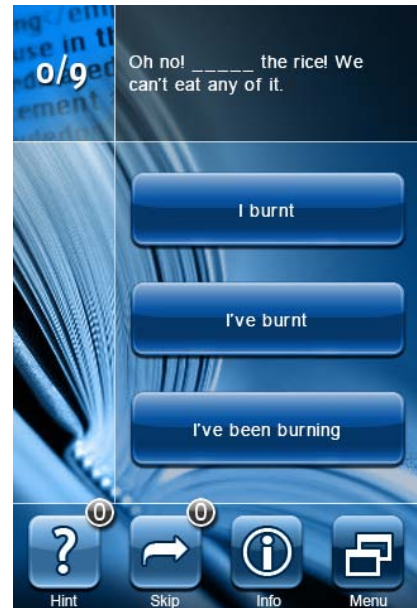 0/9
Oh no! _____ the rice! We
can't eat any of it.
I burnt
I've burnt
I've been burning
0
0
?
Hint
Skip
Info
Menu